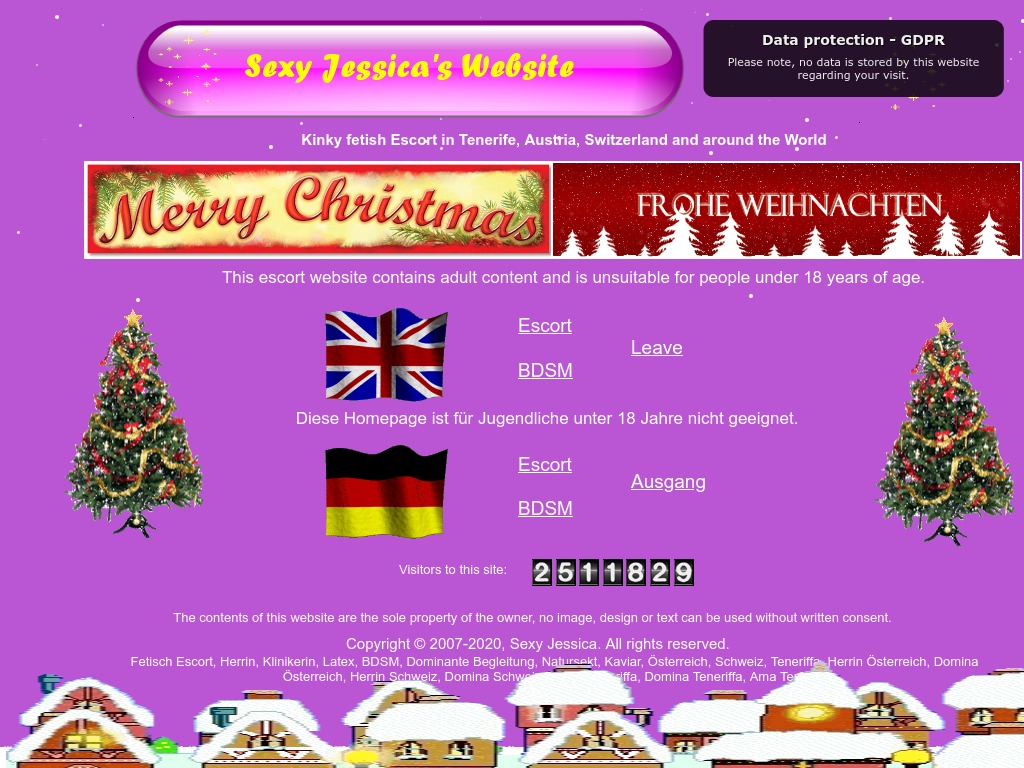 Sexy Jessica's Website
Data protection - GDPR
Please note, no data is stored by this website
regarding your visit.
Kinky fetish Escort in Tenerife, Austria, Switzerland and around the World
Merry Christmas
FROHE WEIHNACHTEN
This escort website contains adult content and is unsuitable for people under 18 years of age.
Escort
Leave
BDSM
Diese Homepage ist für Jugendliche unter 18 Jahre nicht geeignet.
Escort
Ausgang
BDSM
Visitors to this site: 2511829
The contents of this website are the sole property of the owner, no image, design or text can be used without written consent.
Copyright © 2007-2020, Sexy Jessica. All rights reserved.
Fetisch Escort, Herrin, Klinikerin, Latex, BDSM, Dominante Begleitung, Natursekt, Kaviar, Österreich, Schweiz, Teneriffa, Herrin Österreich, Domina
Österreich, Herrin Schweiz, Domina Teneriffa, Ama